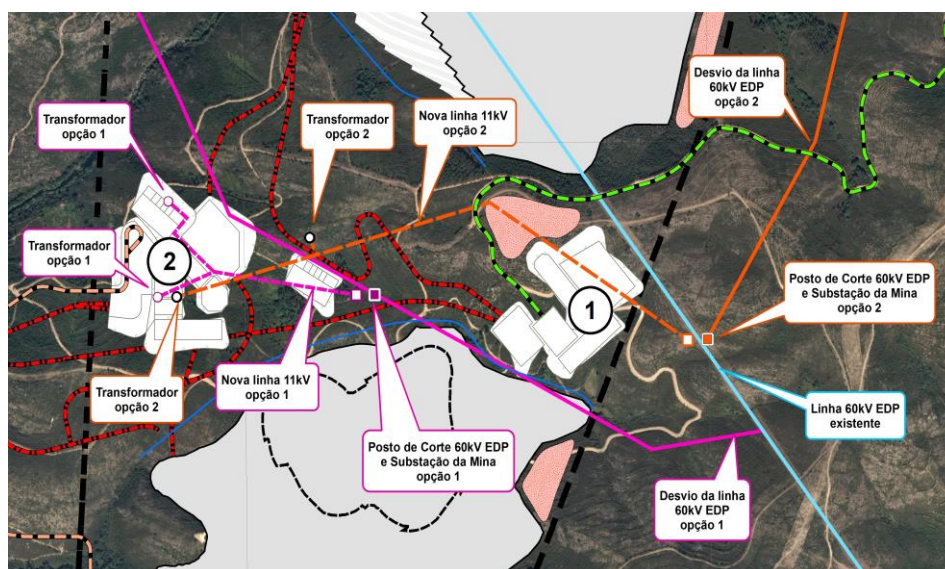 Desvio da linha
60kV EDP
opção 2
Transformador
opção 1
Transformador
opção 2
Nova linha 11kV
opção 2
Transformador
opção 1
2
1
Posto de Corte 60kV EDP
e Substação da Mina
opção 2
Transformador
opção 2
Nova linha 11kV
opção 1
Linha 60kV EDP
existente
Posto de Corte 60kV EDP
e Substação da Mina
opção 1
Desvio da linha
60kV EDP
opção 1